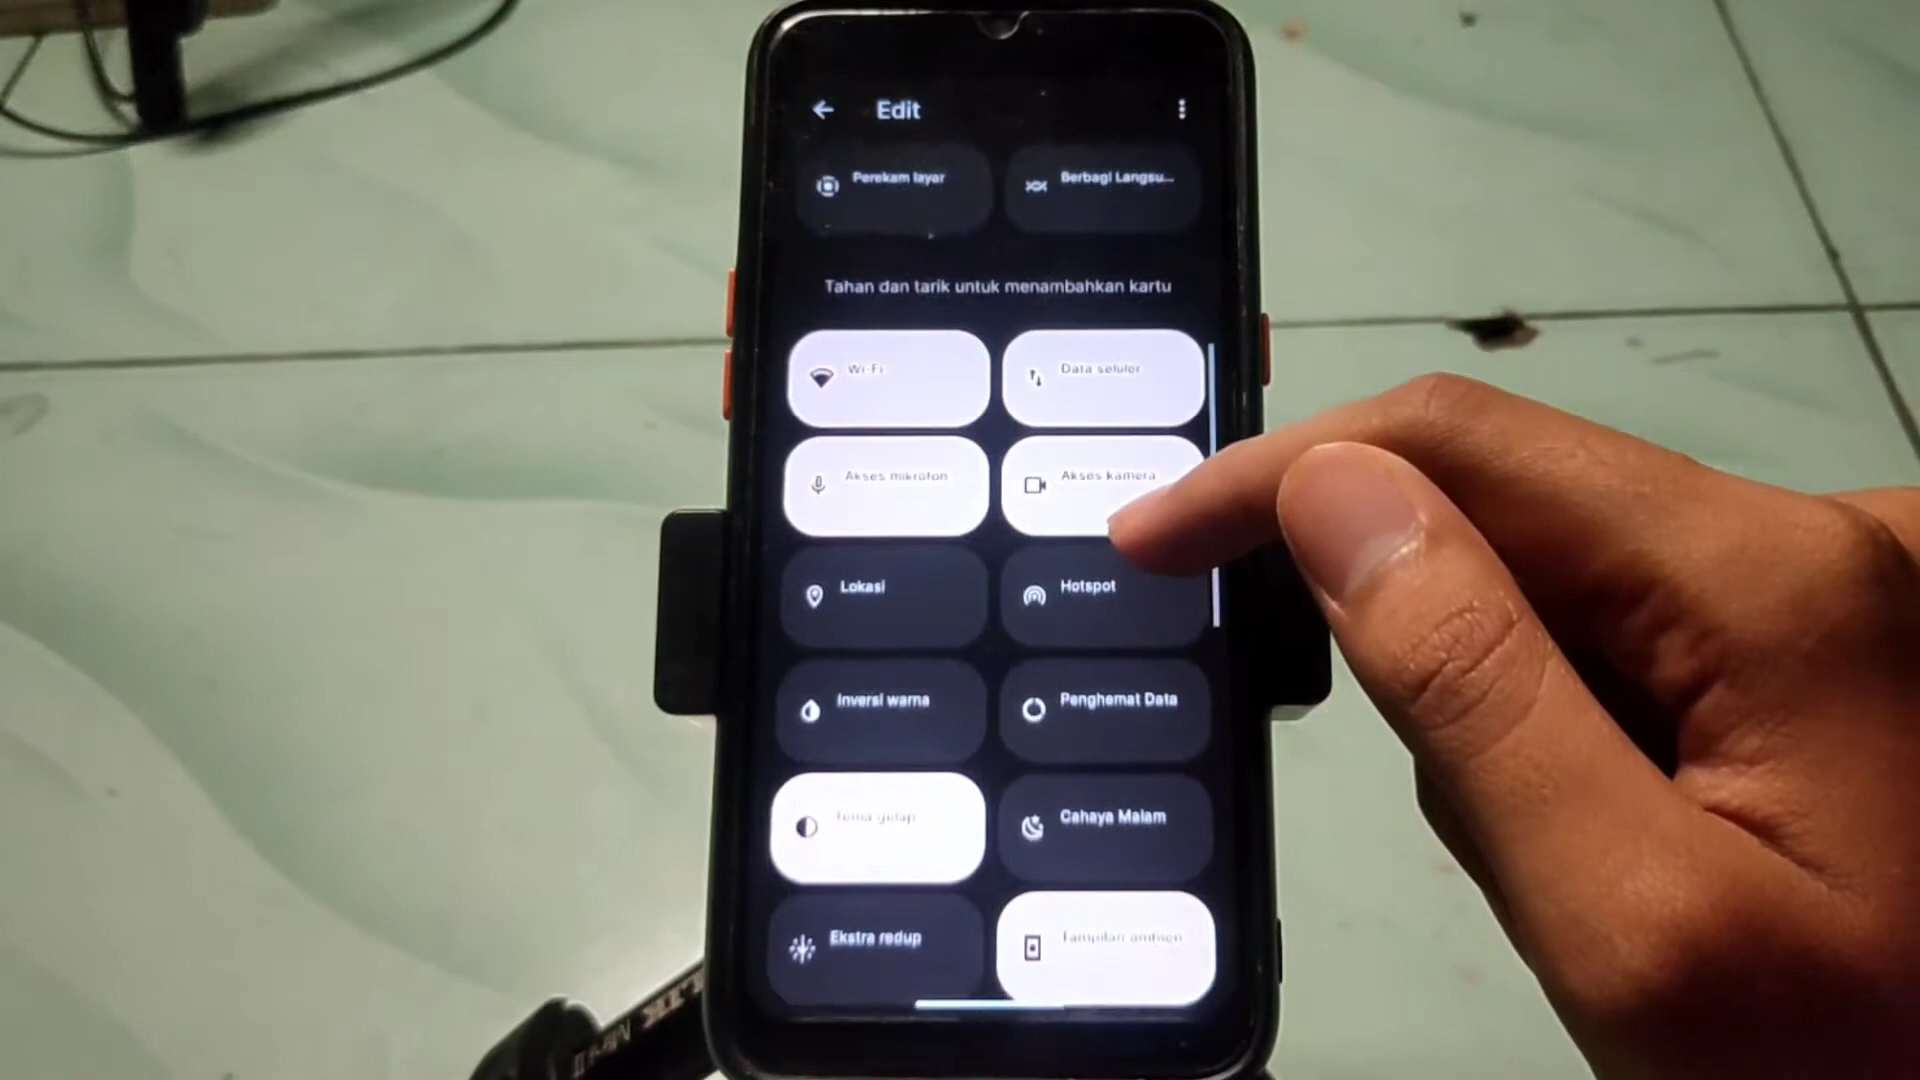 Edit
Perekam layar
Berbagi Langsu...
Tahan dan tarik untuk menambahkan kartu
Wi-Fi
Data seluler
Akses mikrofon
Akses kamera
Lokasi
Hotspot
Inversi warna
Penghemat Data
Tema gelap
Cahaya Malam
Ekstra redup
Tampilan ambien